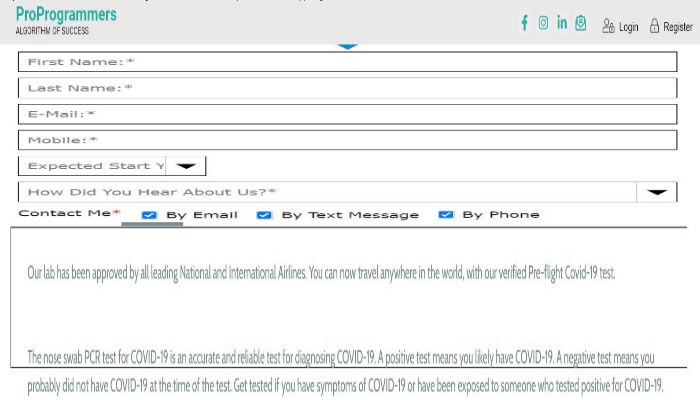 ProProgrammers
ALGORITHM OF SUCCESS
Login
Register
First Name:*
Last Name:*
E-Mail:*
Mobile:*
Expected Start Y
How Did You Hear About Us?*
Contact Me* By Email By Text Message By Phone
Our lab has been approved by all leading National and International Airlines. You can now travel anywhere in the world, with our verified Pre-flight Covid-19 test.
The nose swab PCR test for COVID-19 is an accurate and reliable test for diagnosing COVID-19. A positive test means you likely have COVID-19. A negative test means you
probably did not have COVID-19 at the time of the test. Get tested if you have symptoms of COVID-19 or have been exposed to someone who tested positive for COVID-19.